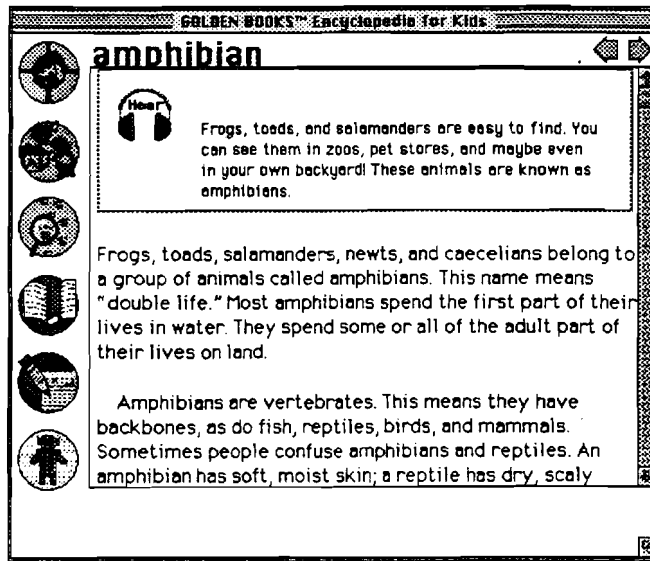 GOLDEN BOOKS™ Encyclopedia for Kids
amphibian
Hear
Frogs, toads, and salamanders are easy to find. You
can see them in zoos, pet stores, and maybe even
in your own backyard! These animals are known as
amphibians.
Frogs, toads, salamanders, newts, and caecelians belong to
a group of animals called amphibians. This name means
"double life." Most amphibians spend the first part of their
lives in water. They spend some or all of the adult part of
their lives on land.
Amphibians are vertebrates. This means they have
backbones, as do fish, reptiles, birds, and mammals.
Sometimes people confuse amphibians and reptiles. An
amphibian has soft, moist skin; a reptile has dry, scaly